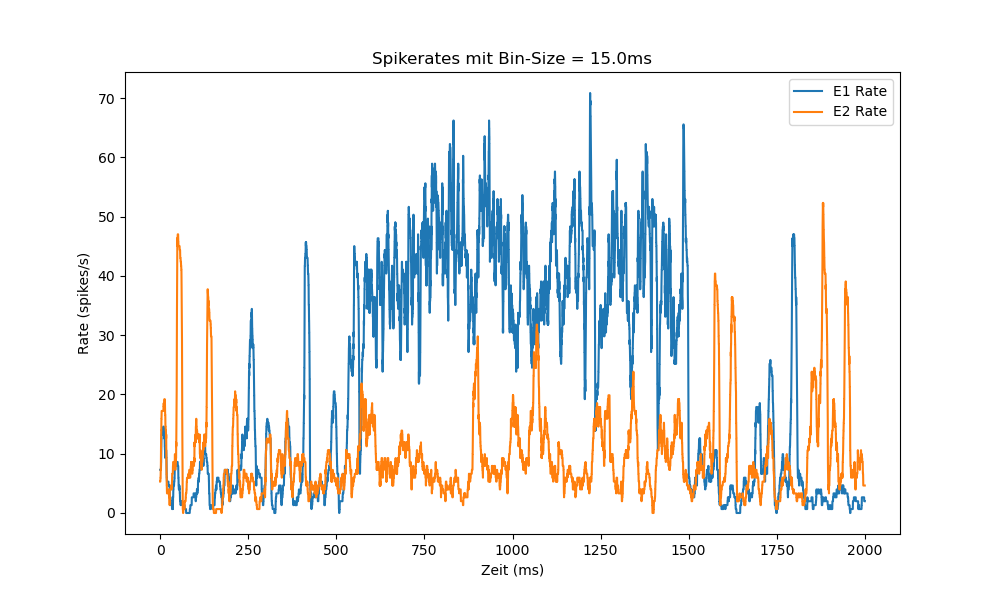 Spikerates mit Bin-Size = 15.0ms
E1 Rate
E2 Rate
Rate (spikes/s)
70
60
50
40
30
20
10
0
0 250 500 750 1000 1250 1500 1750 2000
Zeit (ms)